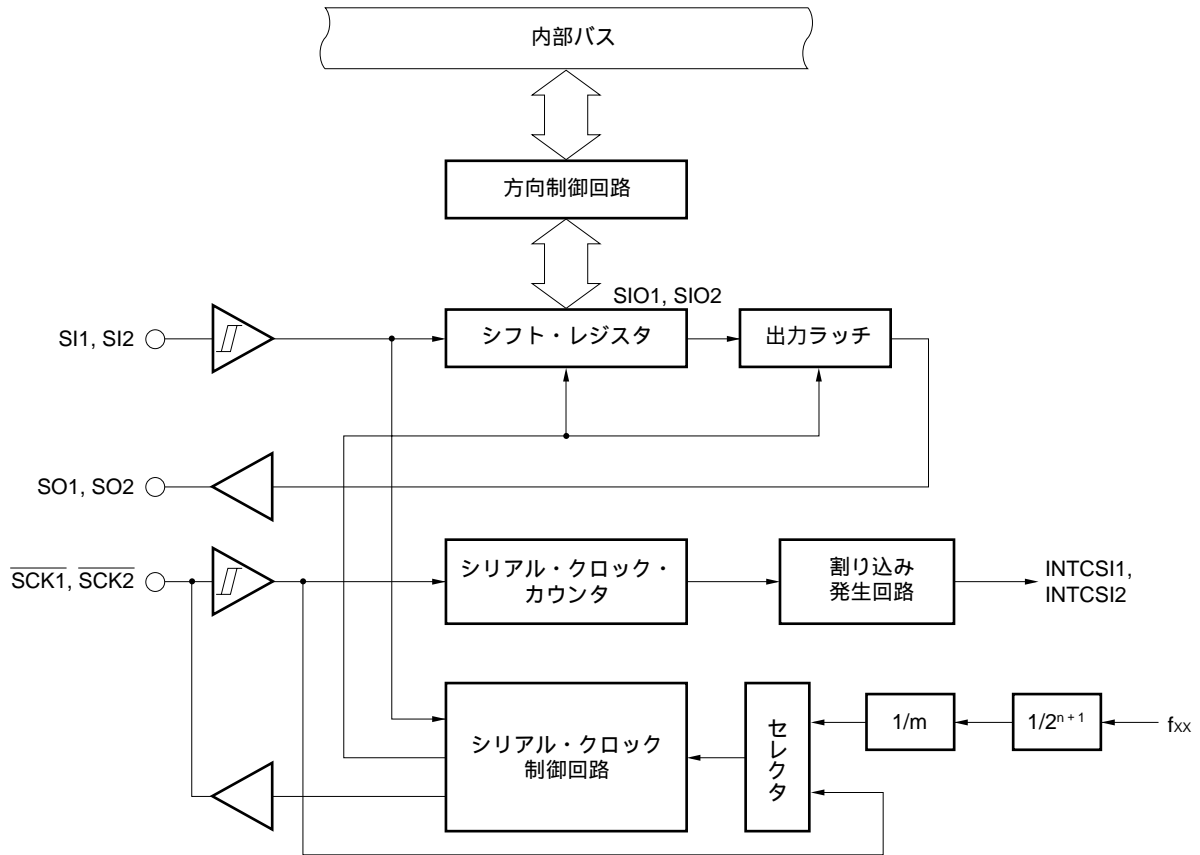 内部バス
方向制御回路
SIO1, SIO2
SI1, SI2
シフト・レジスタ
出力ラッチ
SO1, SO2
SCK1, SCK2
シリアル・クロック・
カウンタ
割り込み
発生回路
INTCSI1,
INTCSI2
シリアル・クロック
制御回路
セレクタ
1/m
1/2ⁿ⁺¹
fxx